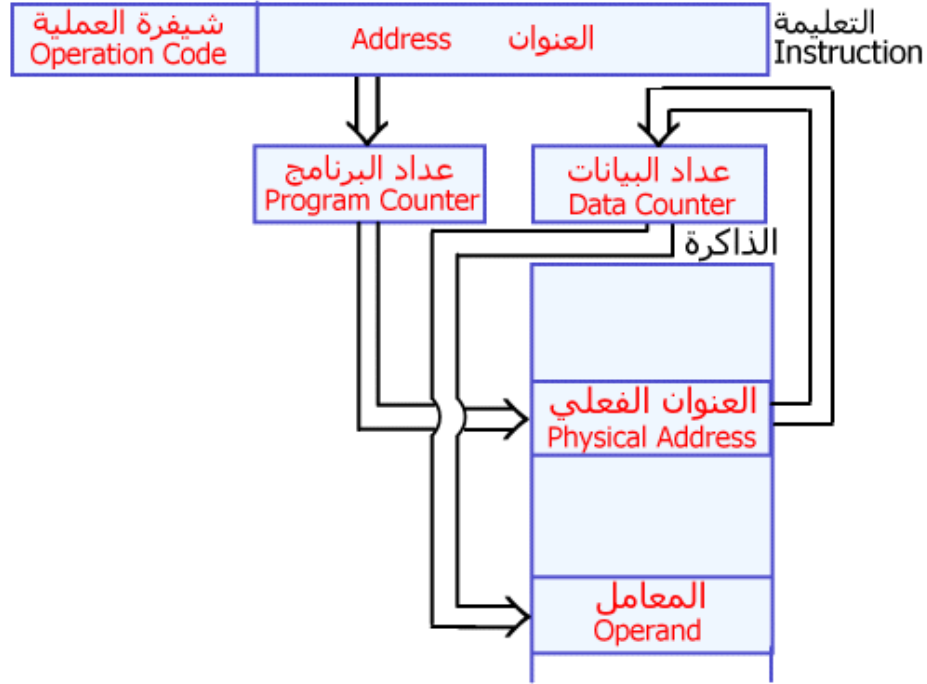 شيفرة العملية
Operation Code
Address العنوان
التعليمة
Instruction
عداد البرنامج
Program Counter
عداد البيانات
Data Counter
الذاكرة
العنوان الفعلي
Physical Address
المعامل
Operand